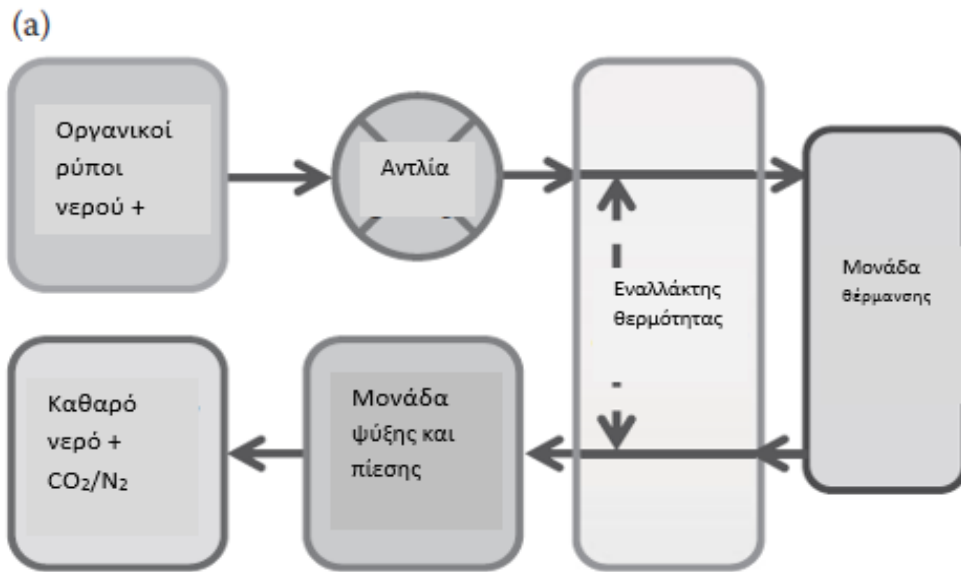 (a)
Οργανικοί
ρύποι
νερού +
Αντλία
Εναλλάκτης
θερμότητας
Μονάδα
θέρμανσης
Καθαρό
νερό +
CO₂/N₂
Μονάδα
ψύξης και
πίεσης